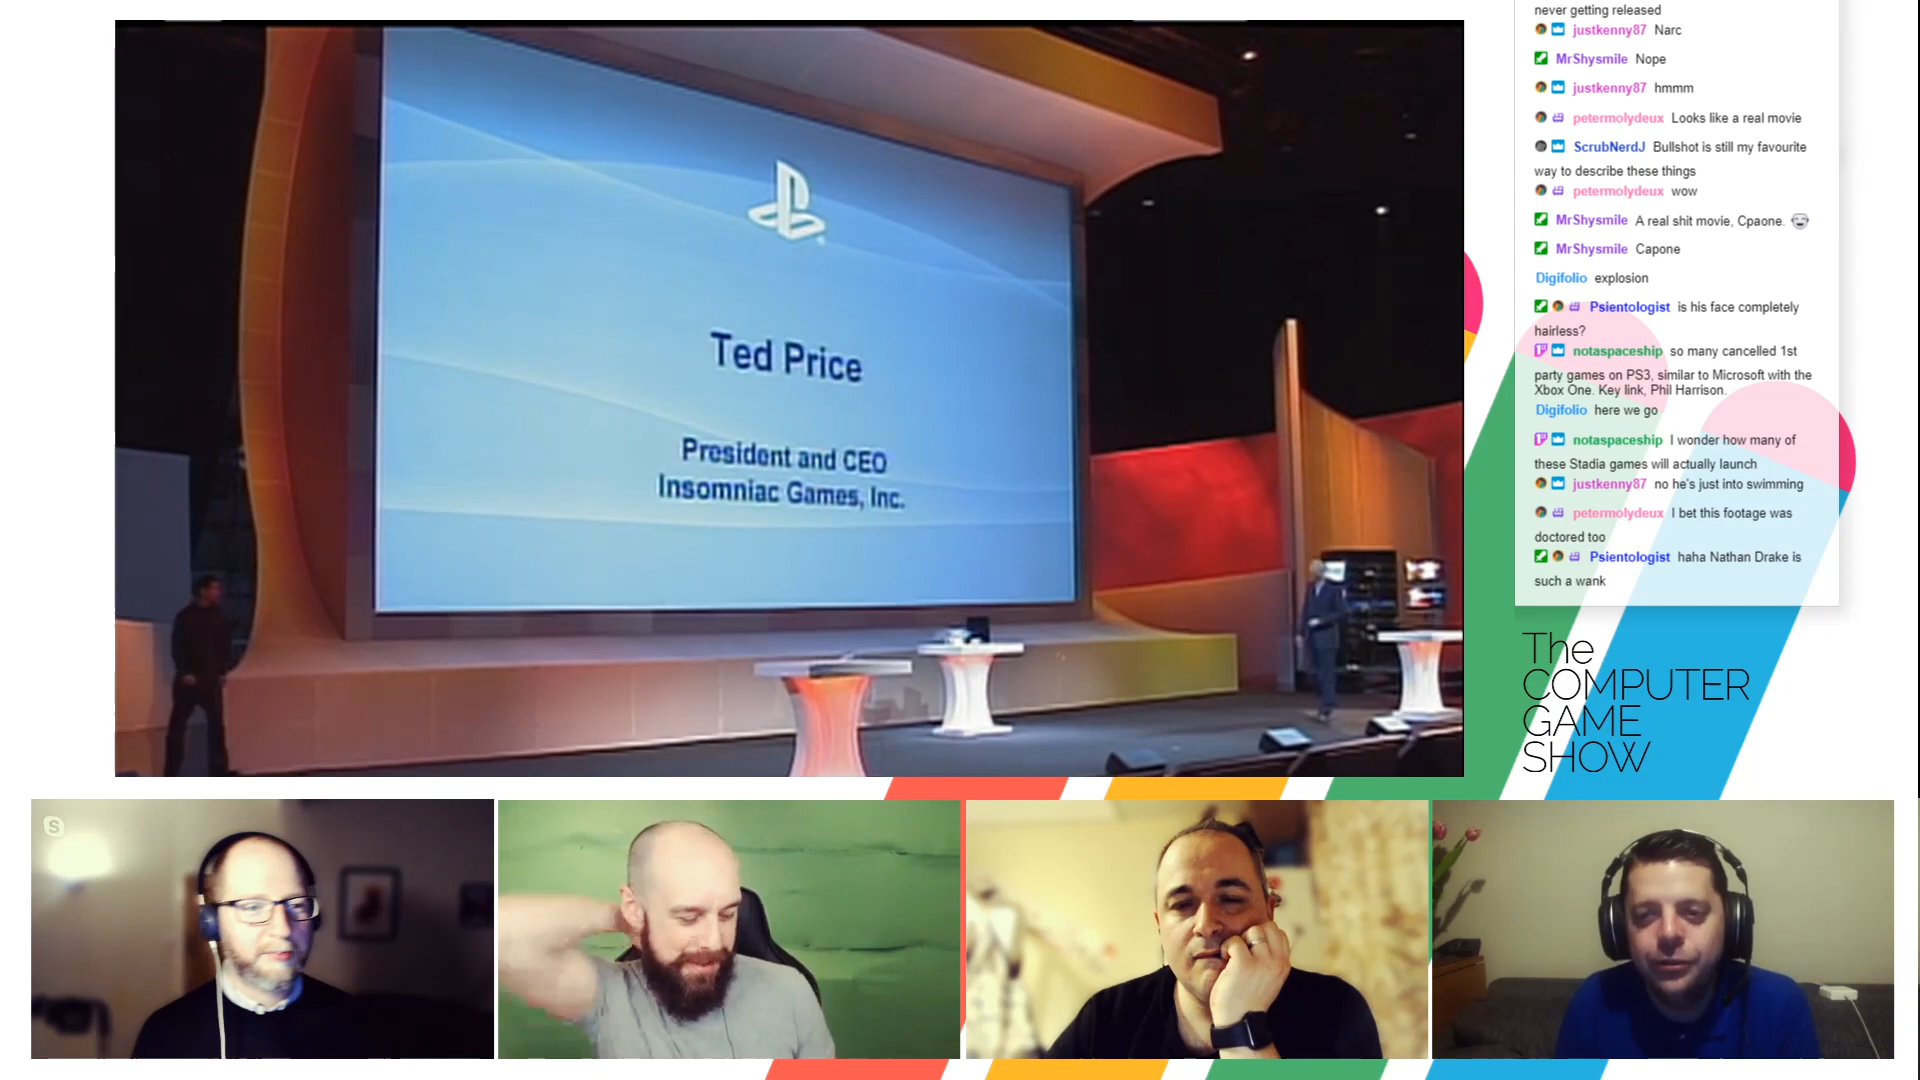 Ted Price
President and CEO
Insomniac Games, Inc.
never getting released
justkenny87 Narc
MrShysmile Nope
justkenny87 hmmm
petermolydeux Looks like a real movie
ScrubNerdJ Bullshot is still my favourite
way to describe these things
petermolydeux wow
MrShysmile A real shit movie, Cpaone.
MrShysmile Capone
Digifolio explosion
Psientologist is his face completely
hairless?
notaspaceship so many cancelled 1st
party games on PS3, similar to Microsoft with the
Xbox One. Key link, Phil Harrison.
Digifolio here we go
notaspaceship I wonder how many of
these Stadia games will actually launch
justkenny87 no he's just into swimming
petermolydeux I bet this footage was
doctored too
Psientologist haha Nathan Drake is
such a wank
The
COMPUTER
GAME
SHOW